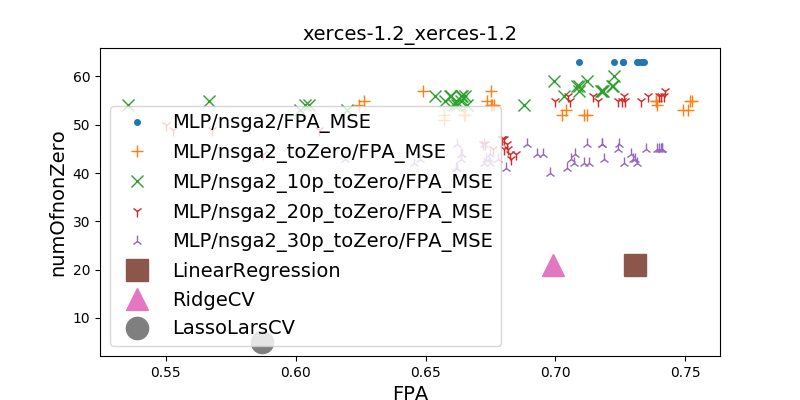 xerces-1.2_xerces-1.2
numOfnonZero
60
50
40
30
20
10
MLP/nsga2/FPA_MSE
MLP/nsga2_toZero/FPA_MSE
MLP/nsga2_10p_toZero/FPA_MSE
MLP/nsga2_20p_toZero/FPA_MSE
MLP/nsga2_30p_toZero/FPA_MSE
LinearRegression
RidgeCV
LassoLarsCV
0.55 0.60 0.65 0.70 0.75
FPA